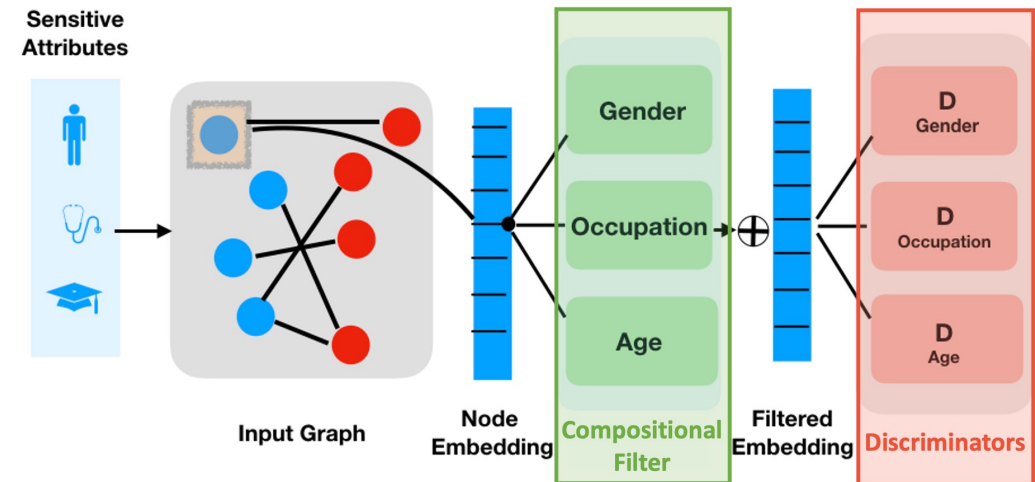 Sensitive
Attributes
Input Graph
Node
Embedding
Gender
Occupation
Age
Compositional
Filter
Filtered
Embedding
D
Gender
D
Occupation
D
Age
Discriminators